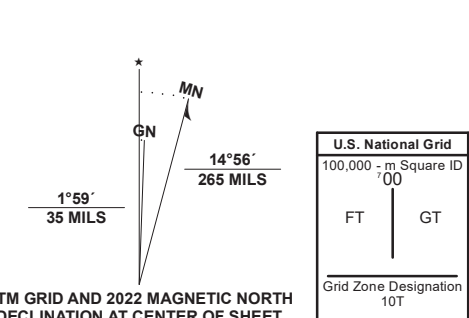 ★
MN
GN
1°59´
35 MILS
14°56´
265 MILS
TM GRID AND 2022 MAGNETIC NORTH
DECLINATION AT CENTER OF SHEET
U.S. National Grid
100,000 - m Square ID
⁷00
FT
GT
Grid Zone Designation
10T